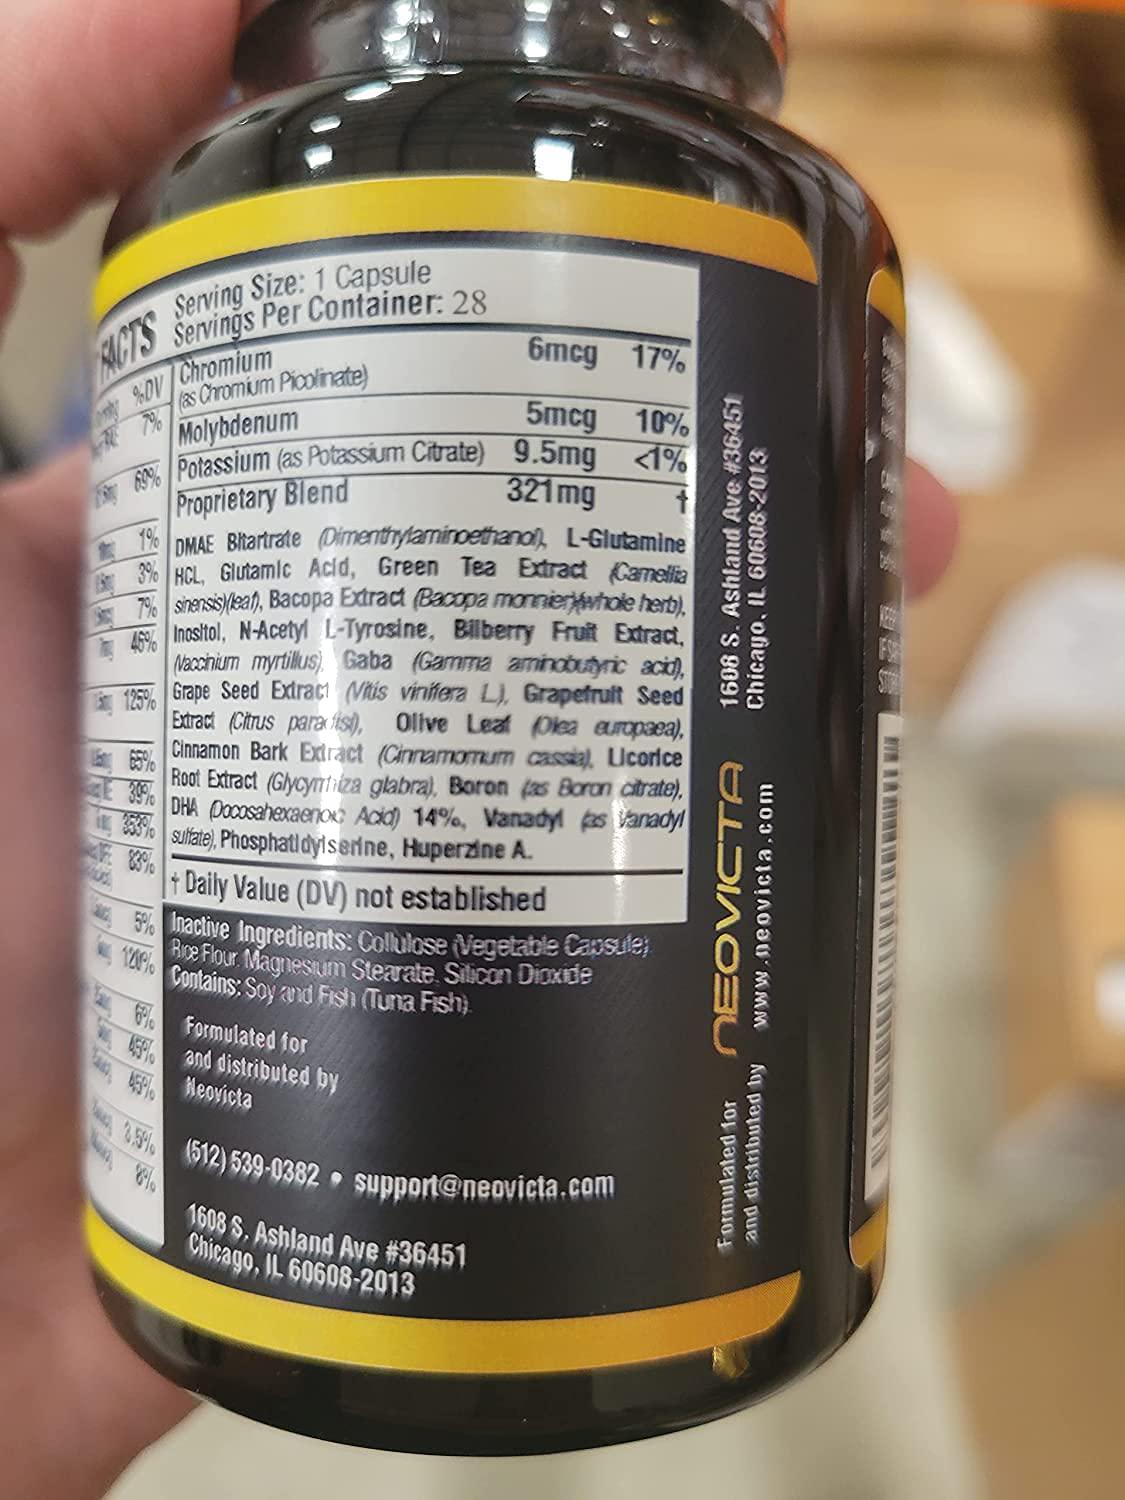 FACTS
%DV
7%
69%
1%
3%
7%
46%
125%
65%
39%
353%
83%
5%
120%
6%
45%
45%
3.5%
8%
Serving Size: 1 Capsule
Servings Per Container: 28
Chromium 6mcg 17%
(as Chromium Picolinate)
Molybdenum 5mcg 10%
Potassium (as Potassium Citrate) 9.5mg <1%
Proprietary Blend 321mg †
DMAE Bitartrate (Dimenthylaminoethanol), L-Glutamine
HCL, Glutamic Acid, Green Tea Extract (Camellia
sinensis)(leaf), Bacopa Extract (Bacopa monnier)(whole herb),
Inositol, N-Acetyl L-Tyrosine, Bilberry Fruit Extract,
(Vaccinium myrtillus), Gaba (Gamma aminobutyric acid),
Grape Seed Extract (Vitis vinifera L.), Grapefruit Seed
Extract (Citrus paradisi), Olive Leaf (Olea europaea),
Cinnamon Bark Extract (Cinnamomum cassia), Licorice
Root Extract (Glycyrrhiza glabra), Boron (as Boron citrate),
DHA (Docosahexaenoic Acid) 14%, Vanadyl (as Vanadyl
sulfate), Phosphatidylserine, Huperzine A.
† Daily Value (DV) not established
Inactive Ingredients: Collulose (Vegetable Capsule),
Rice Flour, Magnesium Stearate, Silicon Dioxide
Contains: Soy and Fish (Tuna Fish).
Formulated for
and distributed by
Neovicta
(512) 539-0382 • support@neovicta.com
1608 S. Ashland Ave #36451
Chicago, IL 60608-2013
Formulated for
and distributed by
NEOVICTA
www.neovicta.com
1608 S. Ashland Ave #36451
Chicago, IL 60608-2013